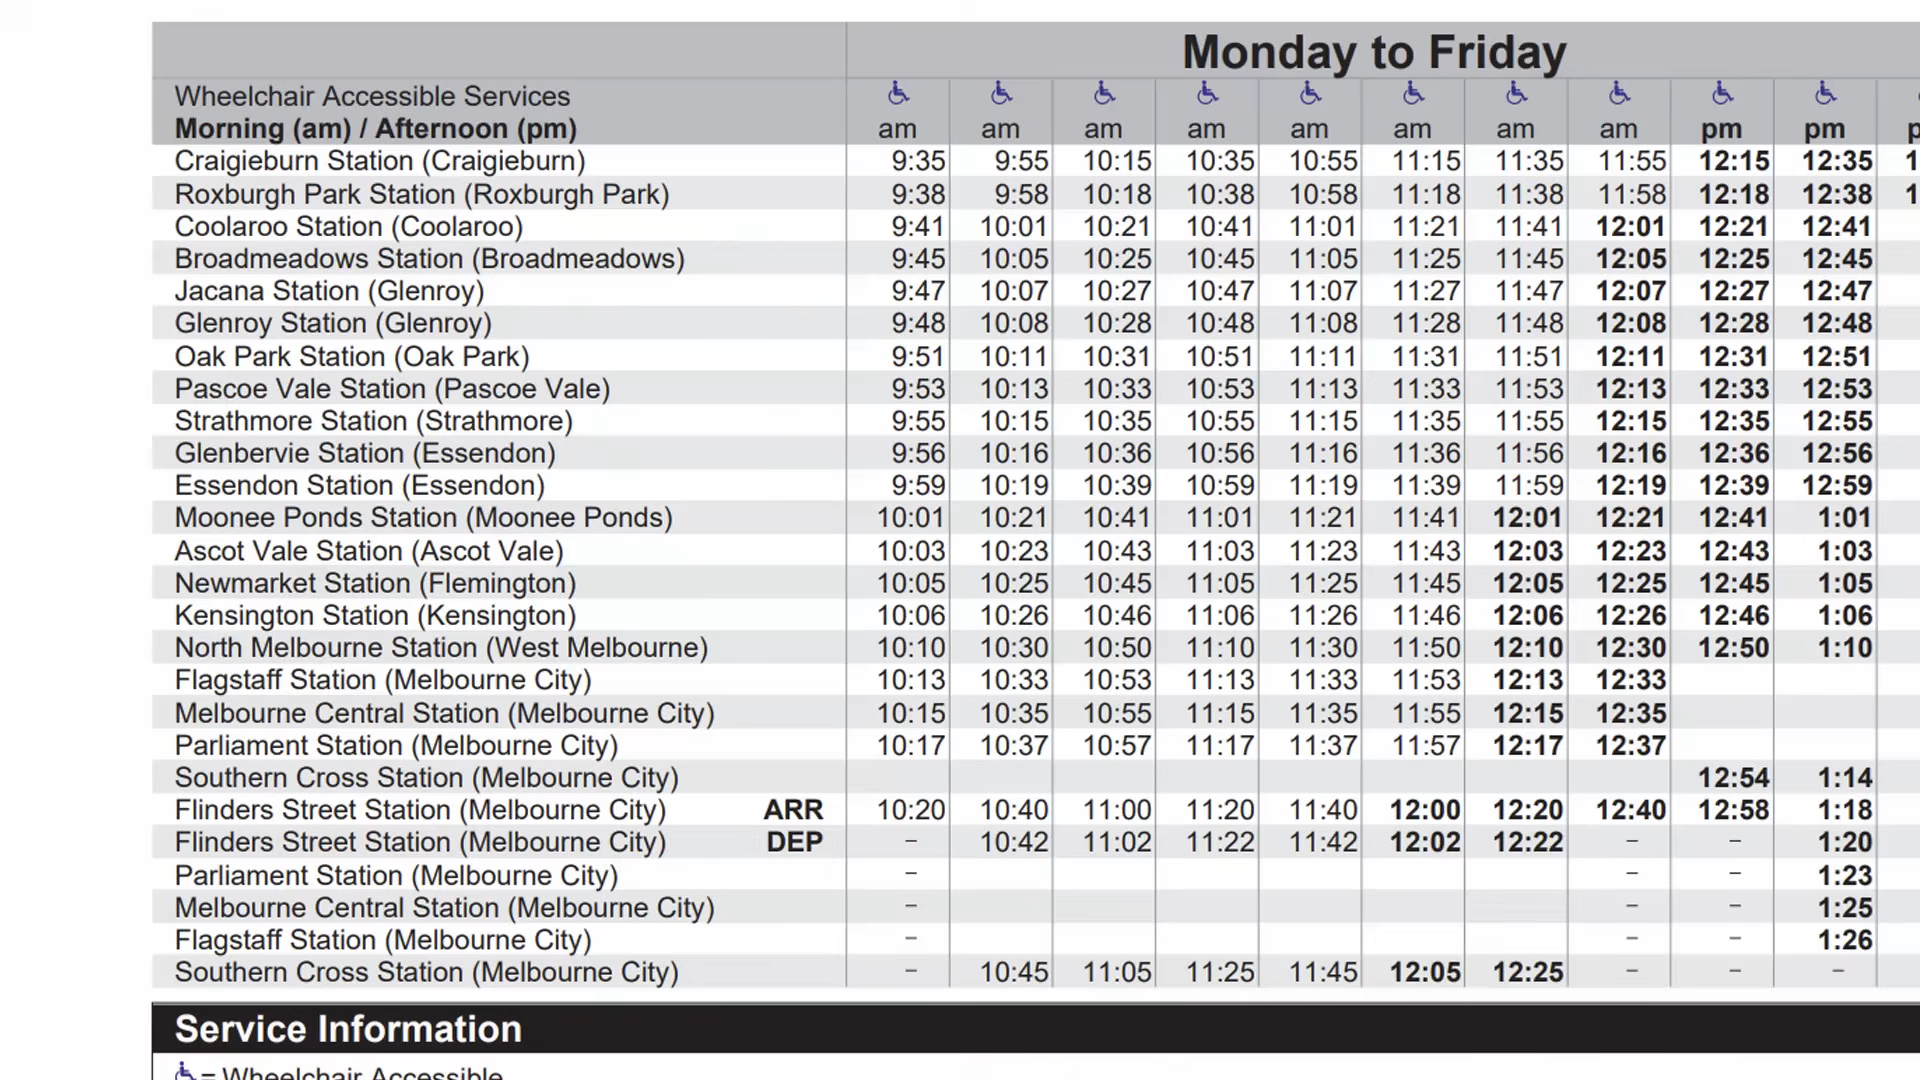 Monday to Friday
Wheelchair Accessible Services
Morning (am) / Afternoon (pm) am am am am am am am am pm pm
Craigieburn Station (Craigieburn) 9:35 9:55 10:15 10:35 10:55 11:15 11:35 11:55 12:15 12:35
Roxburgh Park Station (Roxburgh Park) 9:38 9:58 10:18 10:38 10:58 11:18 11:38 11:58 12:18 12:38
Coolaroo Station (Coolaroo) 9:41 10:01 10:21 10:41 11:01 11:21 11:41 12:01 12:21 12:41
Broadmeadows Station (Broadmeadows) 9:45 10:05 10:25 10:45 11:05 11:25 11:45 12:05 12:25 12:45
Jacana Station (Glenroy) 9:47 10:07 10:27 10:47 11:07 11:27 11:47 12:07 12:27 12:47
Glenroy Station (Glenroy) 9:48 10:08 10:28 10:48 11:08 11:28 11:48 12:08 12:28 12:48
Oak Park Station (Oak Park) 9:51 10:11 10:31 10:51 11:11 11:31 11:51 12:11 12:31 12:51
Pascoe Vale Station (Pascoe Vale) 9:53 10:13 10:33 10:53 11:13 11:33 11:53 12:13 12:33 12:53
Strathmore Station (Strathmore) 9:55 10:15 10:35 10:55 11:15 11:35 11:55 12:15 12:35 12:55
Glenbervie Station (Essendon) 9:56 10:16 10:36 10:56 11:16 11:36 11:56 12:16 12:36 12:56
Essendon Station (Essendon) 9:59 10:19 10:39 10:59 11:19 11:39 11:59 12:19 12:39 12:59
Moonee Ponds Station (Moonee Ponds) 10:01 10:21 10:41 11:01 11:21 11:41 12:01 12:21 12:41 1:01
Ascot Vale Station (Ascot Vale) 10:03 10:23 10:43 11:03 11:23 11:43 12:03 12:23 12:43 1:03
Newmarket Station (Flemington) 10:05 10:25 10:45 11:05 11:25 11:45 12:05 12:25 12:45 1:05
Kensington Station (Kensington) 10:06 10:26 10:46 11:06 11:26 11:46 12:06 12:26 12:46 1:06
North Melbourne Station (West Melbourne) 10:10 10:30 10:50 11:10 11:30 11:50 12:10 12:30 12:50 1:10
Flagstaff Station (Melbourne City) 10:13 10:33 10:53 11:13 11:33 11:53 12:13 12:33
Melbourne Central Station (Melbourne City) 10:15 10:35 10:55 11:15 11:35 11:55 12:15 12:35
Parliament Station (Melbourne City) 10:17 10:37 10:57 11:17 11:37 11:57 12:17 12:37
Southern Cross Station (Melbourne City) 12:54 1:14
Flinders Street Station (Melbourne City) ARR 10:20 10:40 11:00 11:20 11:40 12:00 12:20 12:40 12:58 1:18
Flinders Street Station (Melbourne City) DEP – 10:42 11:02 11:22 11:42 12:02 12:22 – – 1:20
Parliament Station (Melbourne City) – – – 1:23
Melbourne Central Station (Melbourne City) – – – 1:25
Flagstaff Station (Melbourne City) – – – 1:26
Southern Cross Station (Melbourne City) – 10:45 11:05 11:25 11:45 12:05 12:25 – – –
Service Information
= Wheelchair Accessible